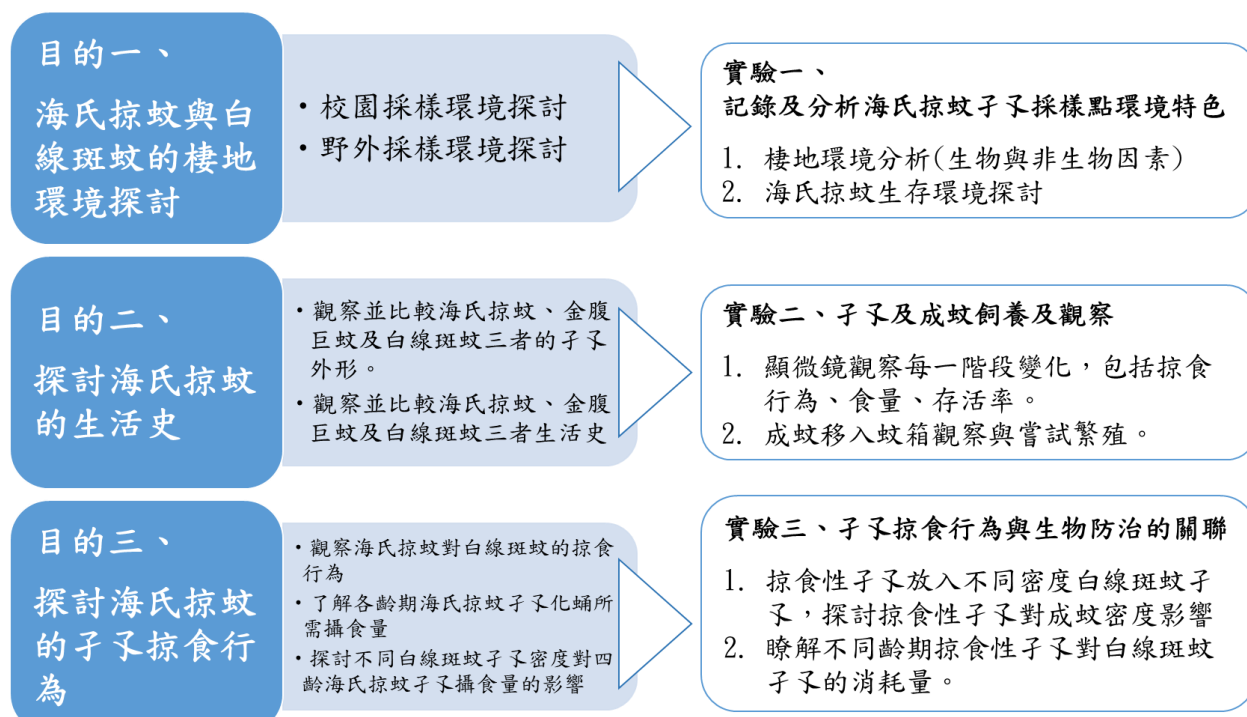 目的一、
海氏掠蚊與白
線斑蚊的棲地
環境探討
・校園採樣環境探討
・野外採樣環境探討
實驗一、
記錄及分析海氏掠蚊孑孓採樣點環境特色
1. 棲地環境分析(生物與非生物因素)
2. 海氏掠蚊生存環境探討
目的二、
探討海氏掠蚊
的生活史
・觀察並比較海氏掠蚊、金腹
巨蚊及白線斑蚊三者的孑孓
外形。
・觀察並比較海氏掠蚊、金腹
巨蚊及白線斑蚊三者生活史
實驗二、孑孓及成蚊飼養及觀察
1. 顯微鏡觀察每一階段變化，包括掠食
行為、食量、存活率。
2. 成蚊移入蚊箱觀察與嘗試繁殖。
目的三、
探討海氏掠蚊
的孑孓掠食行
為
・觀察海氏掠蚊對白線斑蚊的掠食
行為
・了解各齡期海氏掠蚊孑孓化蛹所
需攝食量
・探討不同白線斑蚊孑孓密度對四
齡海氏掠蚊孑孓攝食量的影響
實驗三、孑孓掠食行為與生物防治的關聯
1. 掠食性孑孓放入不同密度白線斑蚊孑
孓，探討掠食性孑孓對成蚊密度影響
2. 瞭解不同齡期掠食性孑孓對白線斑蚊
孑孓的消耗量。